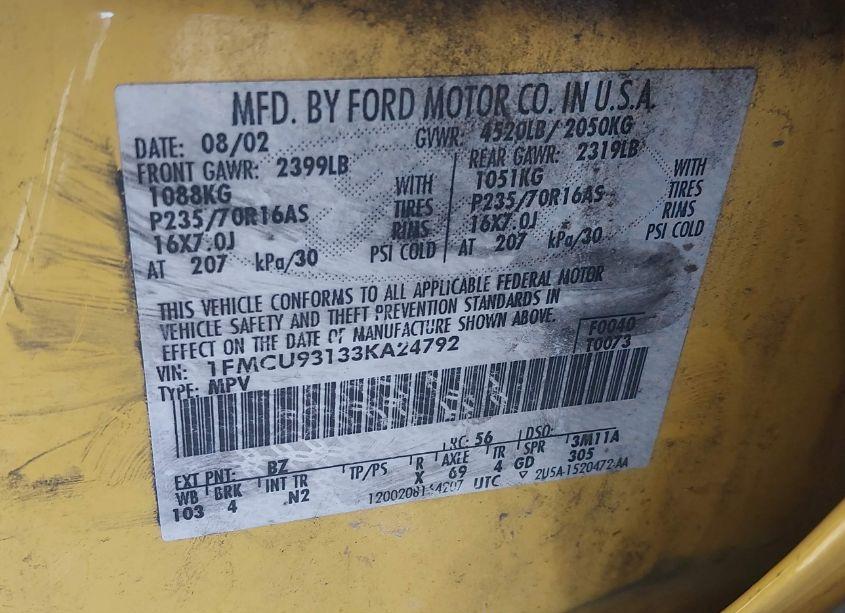 MFD. BY FORD MOTOR CO. IN U.S.A.
DATE: 08/02 GVWR: 4520LB/ 2050KG
FRONT GAWR: 2399LB REAR GAWR: 2319LB
1088KG WITH 1051KG WITH
P235/70R16AS TIRES P235/70R16AS TIRES
16X7.0J RIMS 16X7.0J RIMS
AT 207 kPa/30 PSI COLD AT 207 kPa/30 PSI COLD
THIS VEHICLE CONFORMS TO ALL APPLICABLE FEDERAL MOTOR
VEHICLE SAFETY AND THEFT PREVENTION STANDARDS IN
EFFECT ON THE DATE OF MANUFACTURE SHOWN ABOVE.
F0040
VIN: 1FMCU93133KA24792 T0073
TYPE: MPV
EXT PNT: BZ RC: 56 DSO:
WB BRK INT TR TP/PS R AXLE TR SPR 3M11A
103 4 N2 X 69 4 GD 305
UTC ▽ 2U5A-1520472-AA